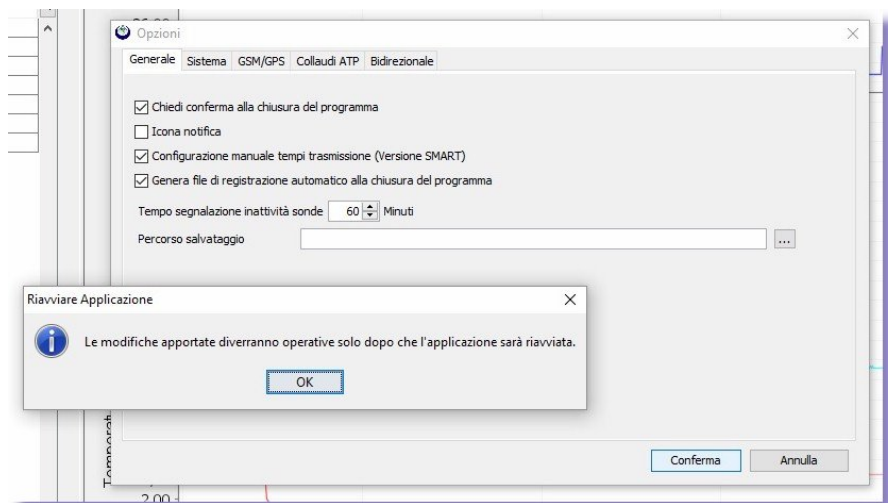 Opzioni
Generale Sistema GSM/GPS Collaudi ATP Bidirezionale
Chiedi conferma alla chiusura del programma
Icona notifica
Configurazione manuale tempi trasmissione (Versione SMART)
Genera file di registrazione automatico alla chiusura del programma
Tempo segnalazione inattività sonde 60 Minuti
Percorso salvataggio ...
Riavviare Applicazione
Le modifiche apportate diverranno operative solo dopo che l'applicazione sarà riavviata.
OK
Conferma Annulla
2.00